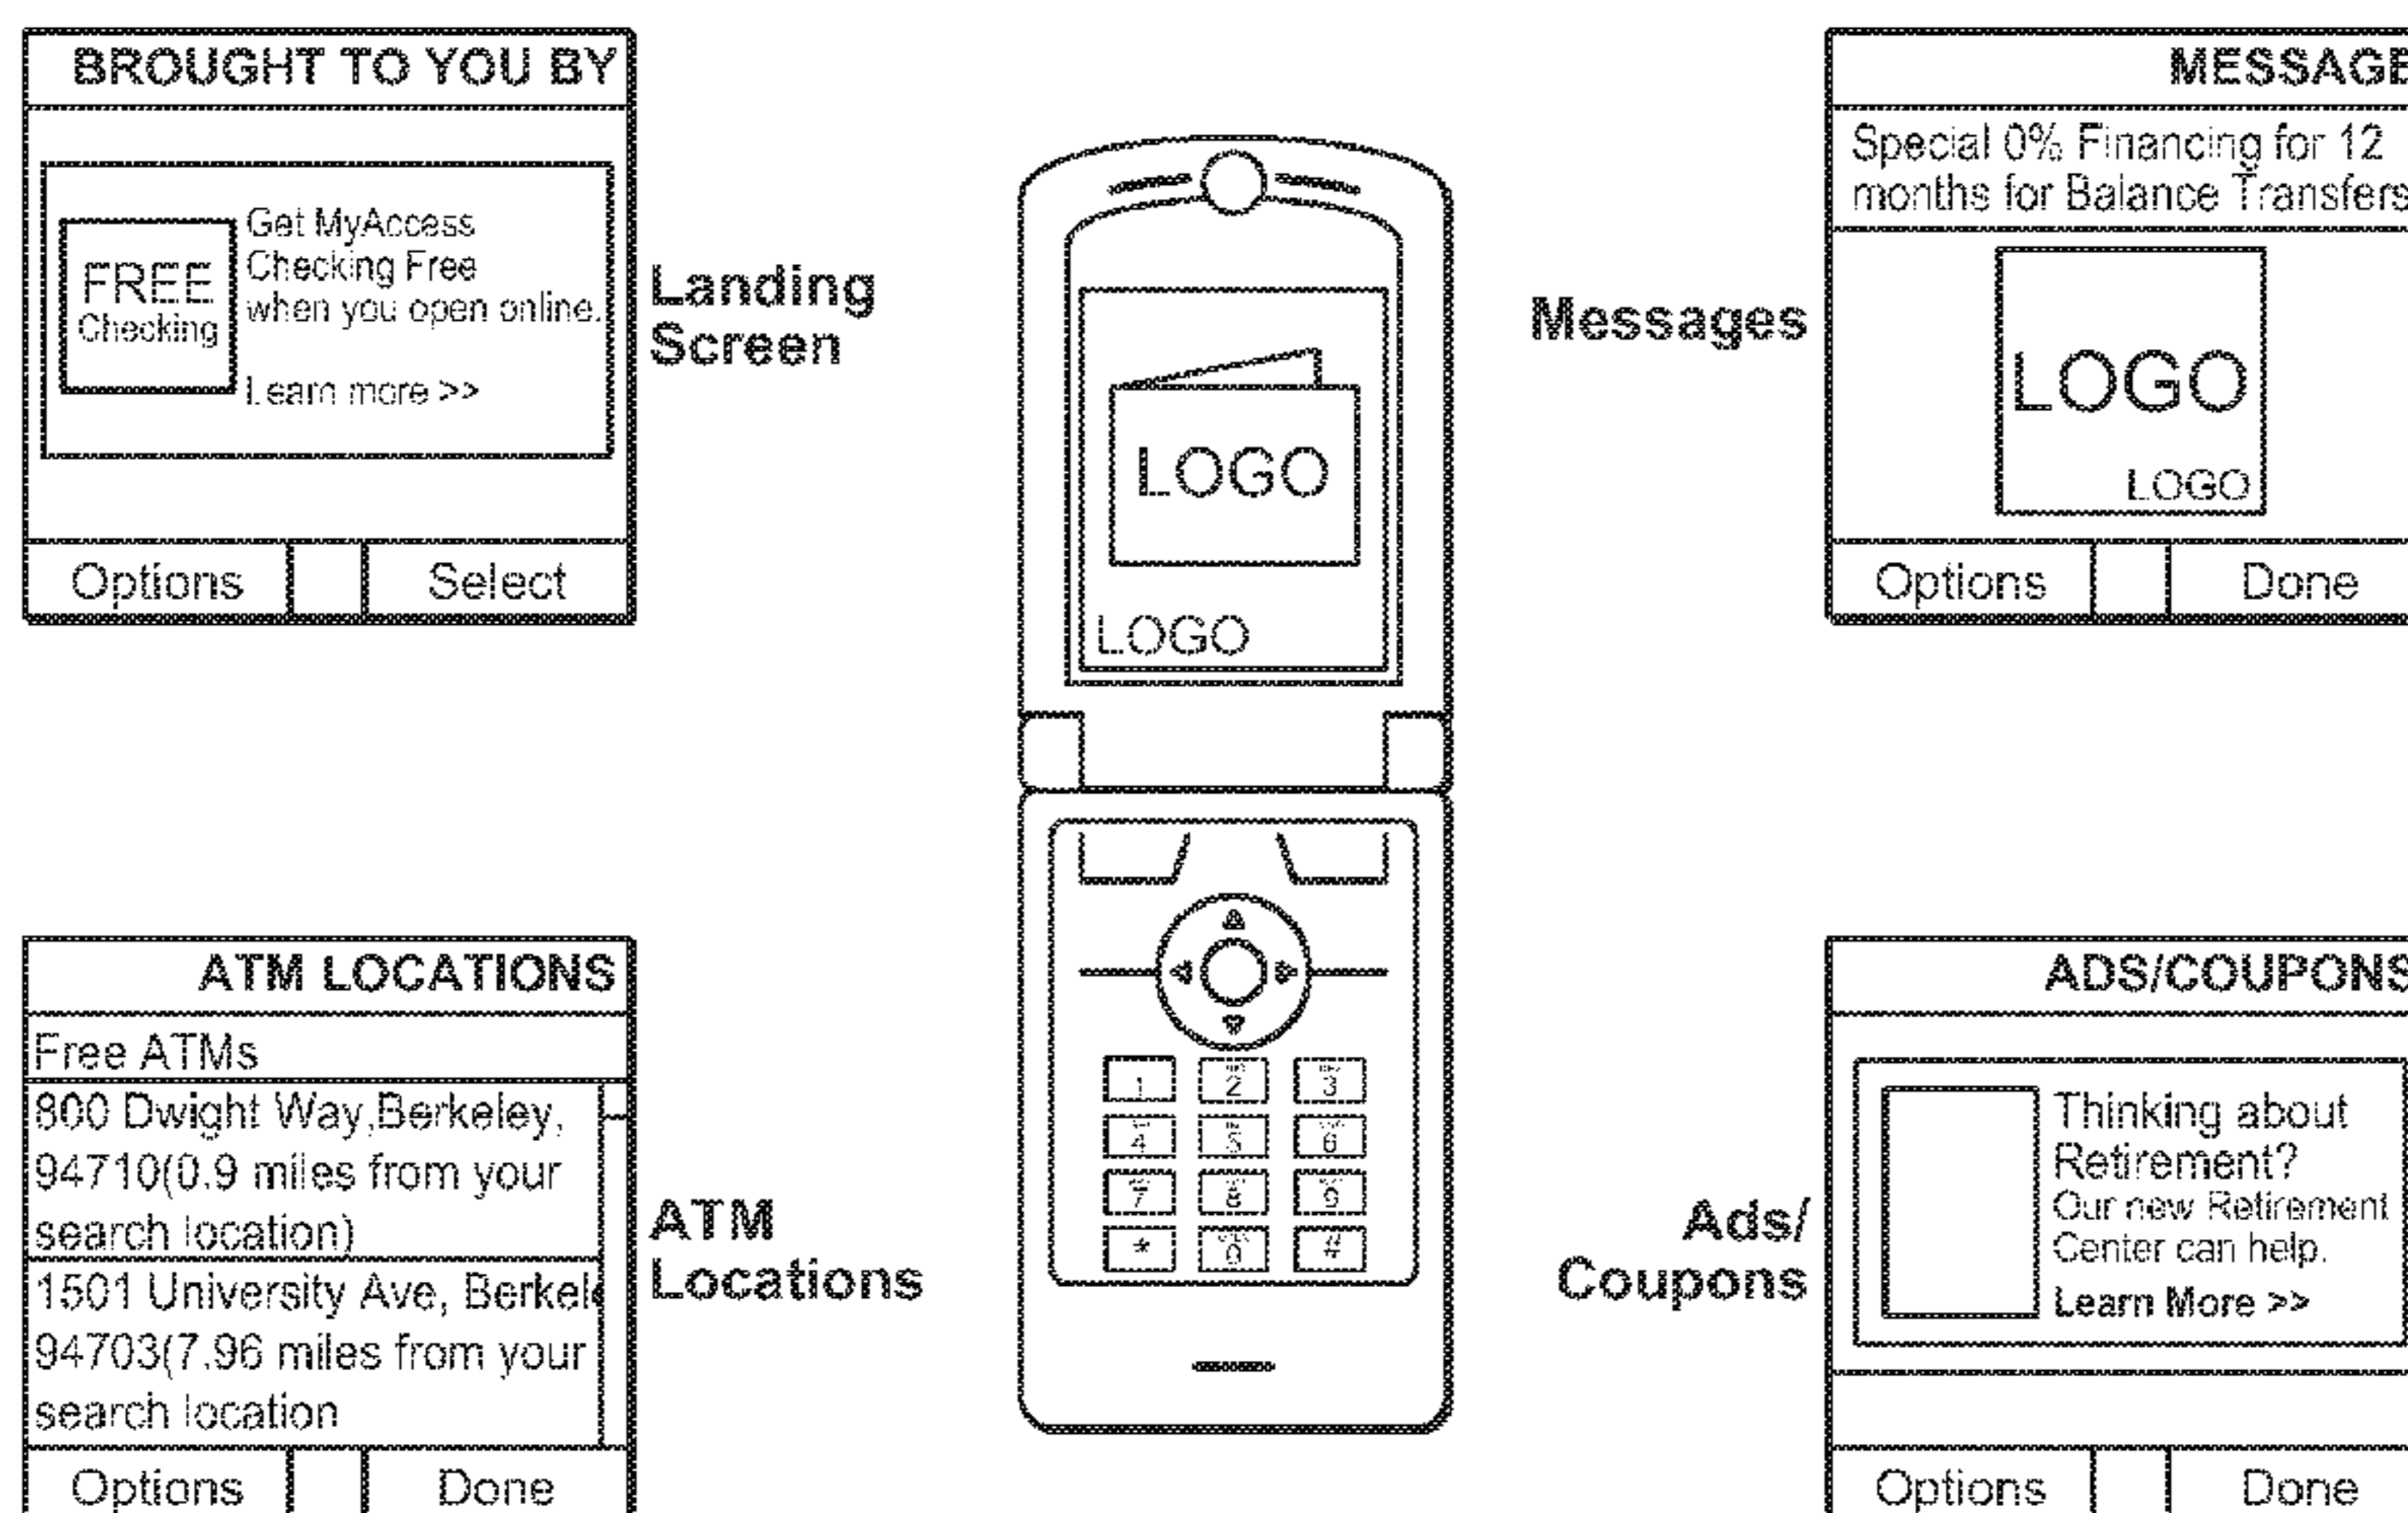 BROUGHT TO YOU BY
FREE
Checking
Get MyAccess
Checking Free
when you open online.
Learn more >>
Options
Select
Landing
Screen
LOGO
LOGO
Messages
MESSAGE
Special 0% Financing for 12
months for Balance Transfers
LOGO
LOGO
Options
Done
ATM LOCATIONS
Free ATMs
800 Dwight Way,Berkeley,
94710(0.9 miles from your
search location)
1501 University Ave, Berkele
94703(7.96 miles from your
search location
Options
Done
ATM
Locations
1 2 3
4 5 6
7 8 9
* 0 #
Ads/
Coupons
ADS/COUPONS
Thinking about
Retirement?
Our new Retirement
Center can help.
Learn More >>
Options
Done